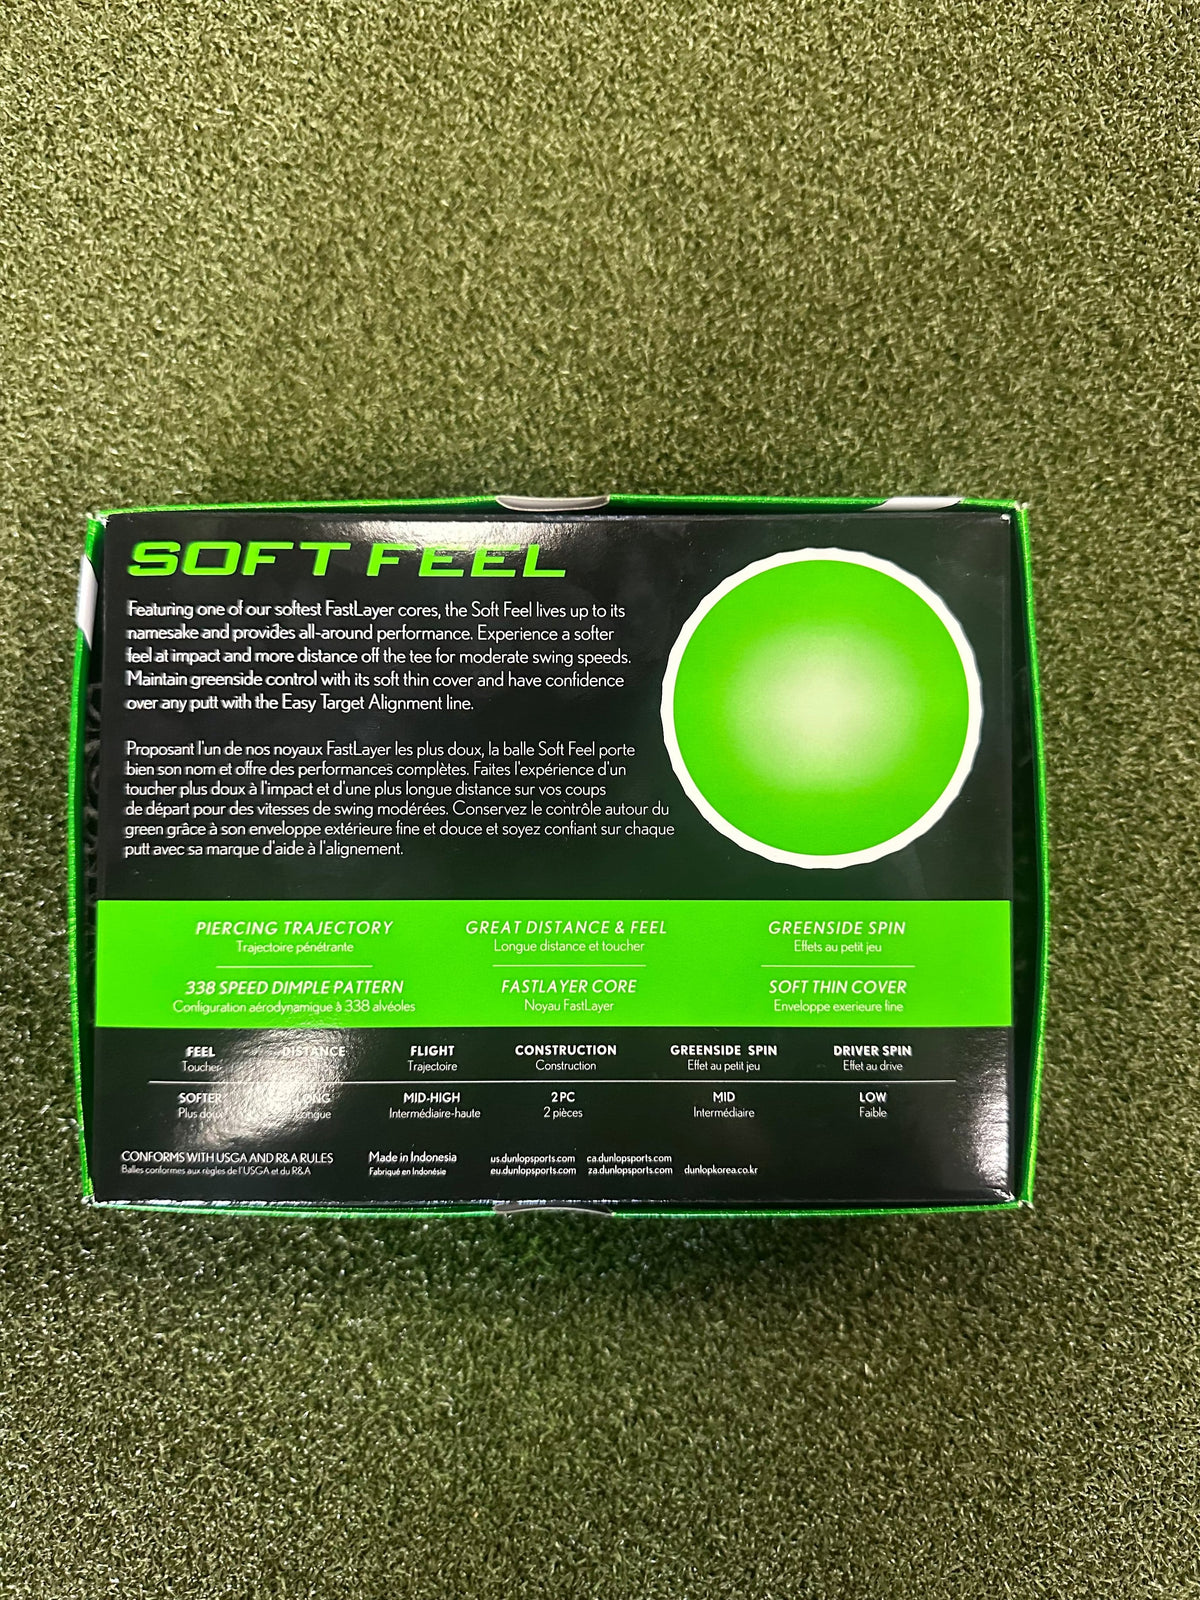 SOFT FEEL
Featuring one of our softest FastLayer cores, the Soft Feel lives up to its
namesake and provides all-around performance. Experience a softer
feel at impact and more distance off the tee for moderate swing speeds.
Maintain greenside control with its soft thin cover and have confidence
over any putt with the Easy Target Alignment line.
Proposant l'un de nos noyaux FastLayer les plus doux, la balle Soft Feel porte
bien son nom et offre des performances complètes. Faites l'expérience d'un
toucher plus doux à l'impact et d'une plus longue distance sur vos coups
de départ pour des vitesses de swing modérées. Conservez le contrôle autour du
green grâce à son enveloppe extérieure fine et douce et soyez confiant sur chaque
putt avec sa marque d'aide à l'alignement.
PIERCING TRAJECTORY GREAT DISTANCE & FEEL GREENSIDE SPIN
Trajectoire pénétrante Longue distance et toucher Effets au petit jeu
338 SPEED DIMPLE PATTERN FASTLAYER CORE SOFT THIN COVER
Configuration aérodynamique à 338 alvéoles Noyau FastLayer Enveloppe exerieure fine
FEEL DISTANCE FLIGHT CONSTRUCTION GREENSIDE SPIN DRIVER SPIN
Toucher Trajectoire Construction Effet au petit jeu Effet au drive
SOFTER LONG MID-HIGH 2 PC MID LOW
Plus doux Longue Intermédiaire-haute 2 pièces Intermédiaire Faible
CONFORMS WITH USGA AND R&A RULES Made in Indonesia us.dunlopsports.com ca.dunlopsports.com
Balles conformes aux règles de l'USGA et du R&A Fabriqué en Indonésie eu.dunlopsports.com za.dunlopsports.com dunlopkorea.co.kr